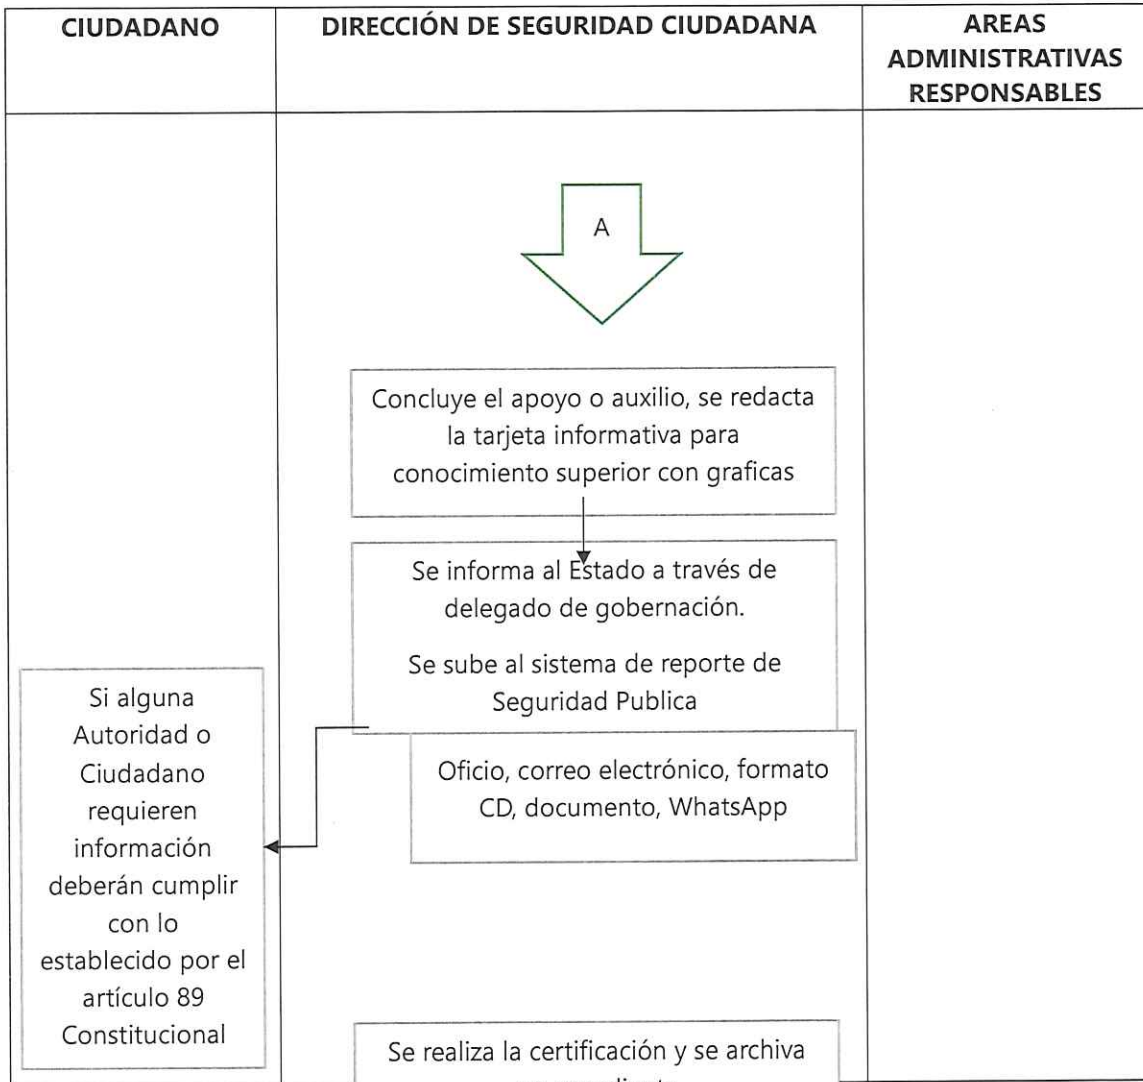 CIUDADANO
DIRECCIÓN DE SEGURIDAD CIUDADANA
AREAS
ADMINISTRATIVAS
RESPONSABLES
A
Concluye el apoyo o auxilio, se redacta
la tarjeta informativa para
conocimiento superior con graficas
Se informa al Estado a través de
delegado de gobernación.
Se sube al sistema de reporte de
Seguridad Publica
Oficio, correo electrónico, formato
CD, documento, WhatsApp
Si alguna
Autoridad o
Ciudadano
requieren
información
deberán cumplir
con lo
establecido por el
artículo 89
Constitucional
Se realiza la certificación y se archiva